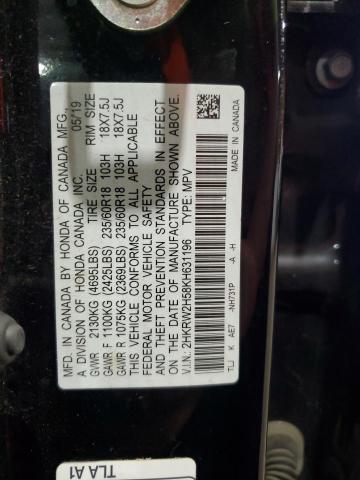 MFD. IN CANADA BY HONDA OF CANADA MFG.,
A DIVISION OF HONDA CANADA INC. 05/'19
GVWR 2130KG (4695LBS) TIRE SIZE RIM SIZE
GAWR F 1100KG (2425LBS) 235/60R18 103H 18X7.5J
GAWR R 1075KG (2369LBS) 235/60R18 103H 18X7.5J
THIS VEHICLE CONFORMS TO ALL APPLICABLE
FEDERAL MOTOR VEHICLE SAFETY
AND THEFT PREVENTION STANDARDS IN EFFECT
ON THE DATE OF MANUFACTURE SHOWN ABOVE.
V.I.N.: 2HKRW2H58KH631196 TYPE: MPV
TLJ K AE7 -NH731P -A -H MADE IN CANADA
TLA A1